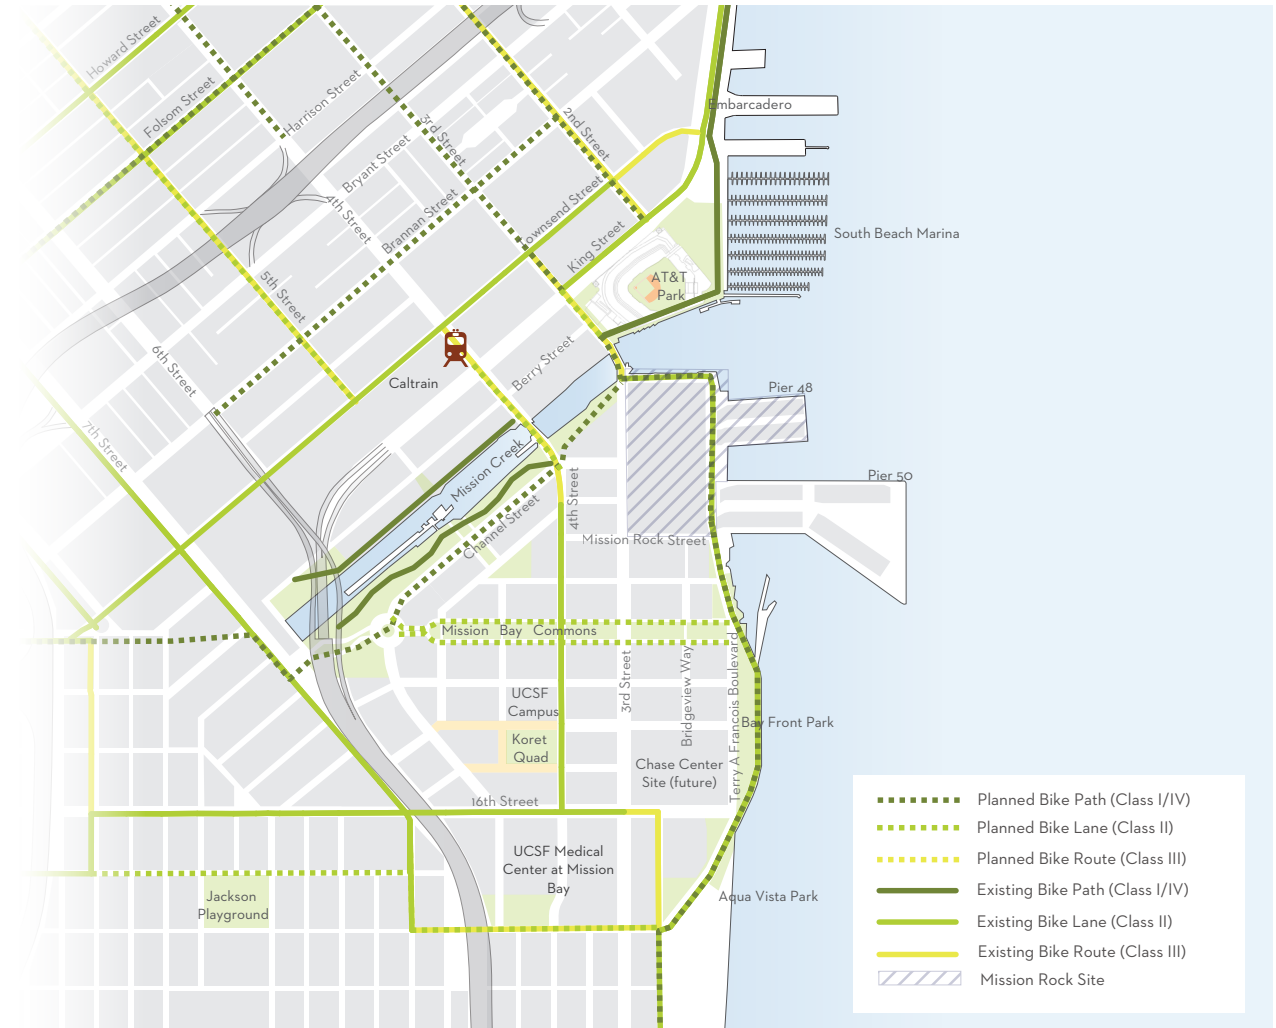 Howard Street
Folsom Street
Harrison Street
Bryant Street
Brannan Street
Townsend Street
King Street
Berry Street
2nd Street
3rd Street
4th Street
5th Street
6th Street
7th Street
Embarcadero
South Beach Marina
AT&T
Park
Caltrain
Pier 48
Pier 50
Mission Creek
Channel Street
4th Street
Mission Rock Street
Mission Bay Commons
3rd Street
Bridgeview Way
Terry A Francois Boulevard
UCSF
Campus
Koret
Quad
Bay Front Park
Chase Center
Site (future)
16th Street
UCSF Medical
Center at Mission
Bay
Jackson
Playground
Aqua Vista Park
Planned Bike Path (Class I/IV)
Planned Bike Lane (Class II)
Planned Bike Route (Class III)
Existing Bike Path (Class I/IV)
Existing Bike Lane (Class II)
Existing Bike Route (Class III)
Mission Rock Site